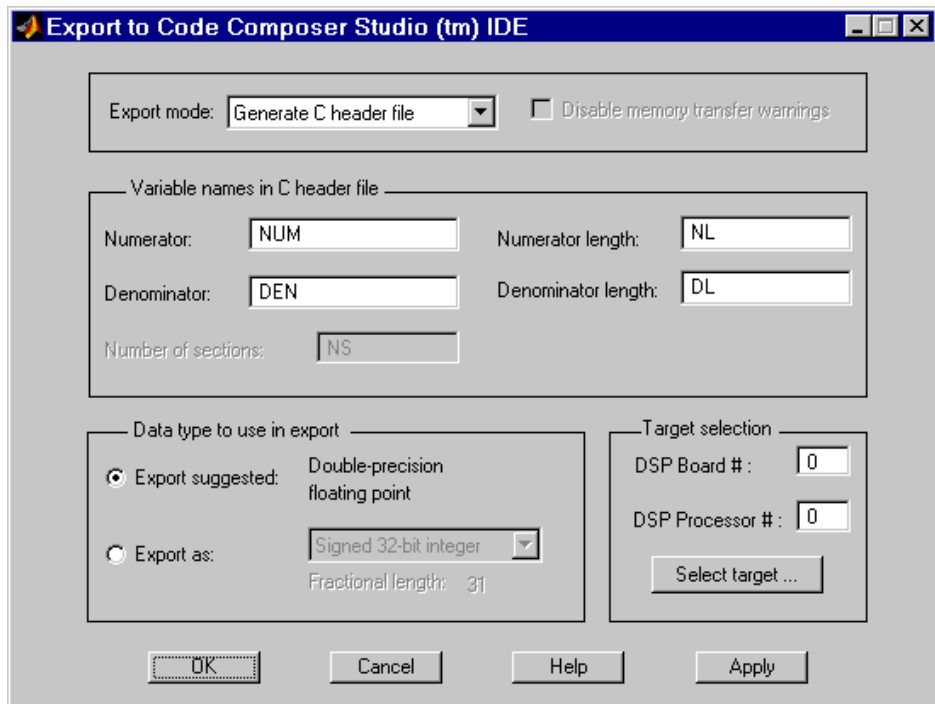 Export to Code Composer Studio (tm) IDE
Export mode: Generate C header file Disable memory transfer warnings
Variable names in C header file
Numerator: NUM Numerator length: NL
Denominator: DEN Denominator length: DL
Number of sections: NS
Data type to use in export
Export suggested: Double-precision
floating point
Export as: Signed 32-bit integer
Fractional length: 31
Target selection
DSP Board # : 0
DSP Processor # : 0
Select target ...
OK Cancel Help Apply